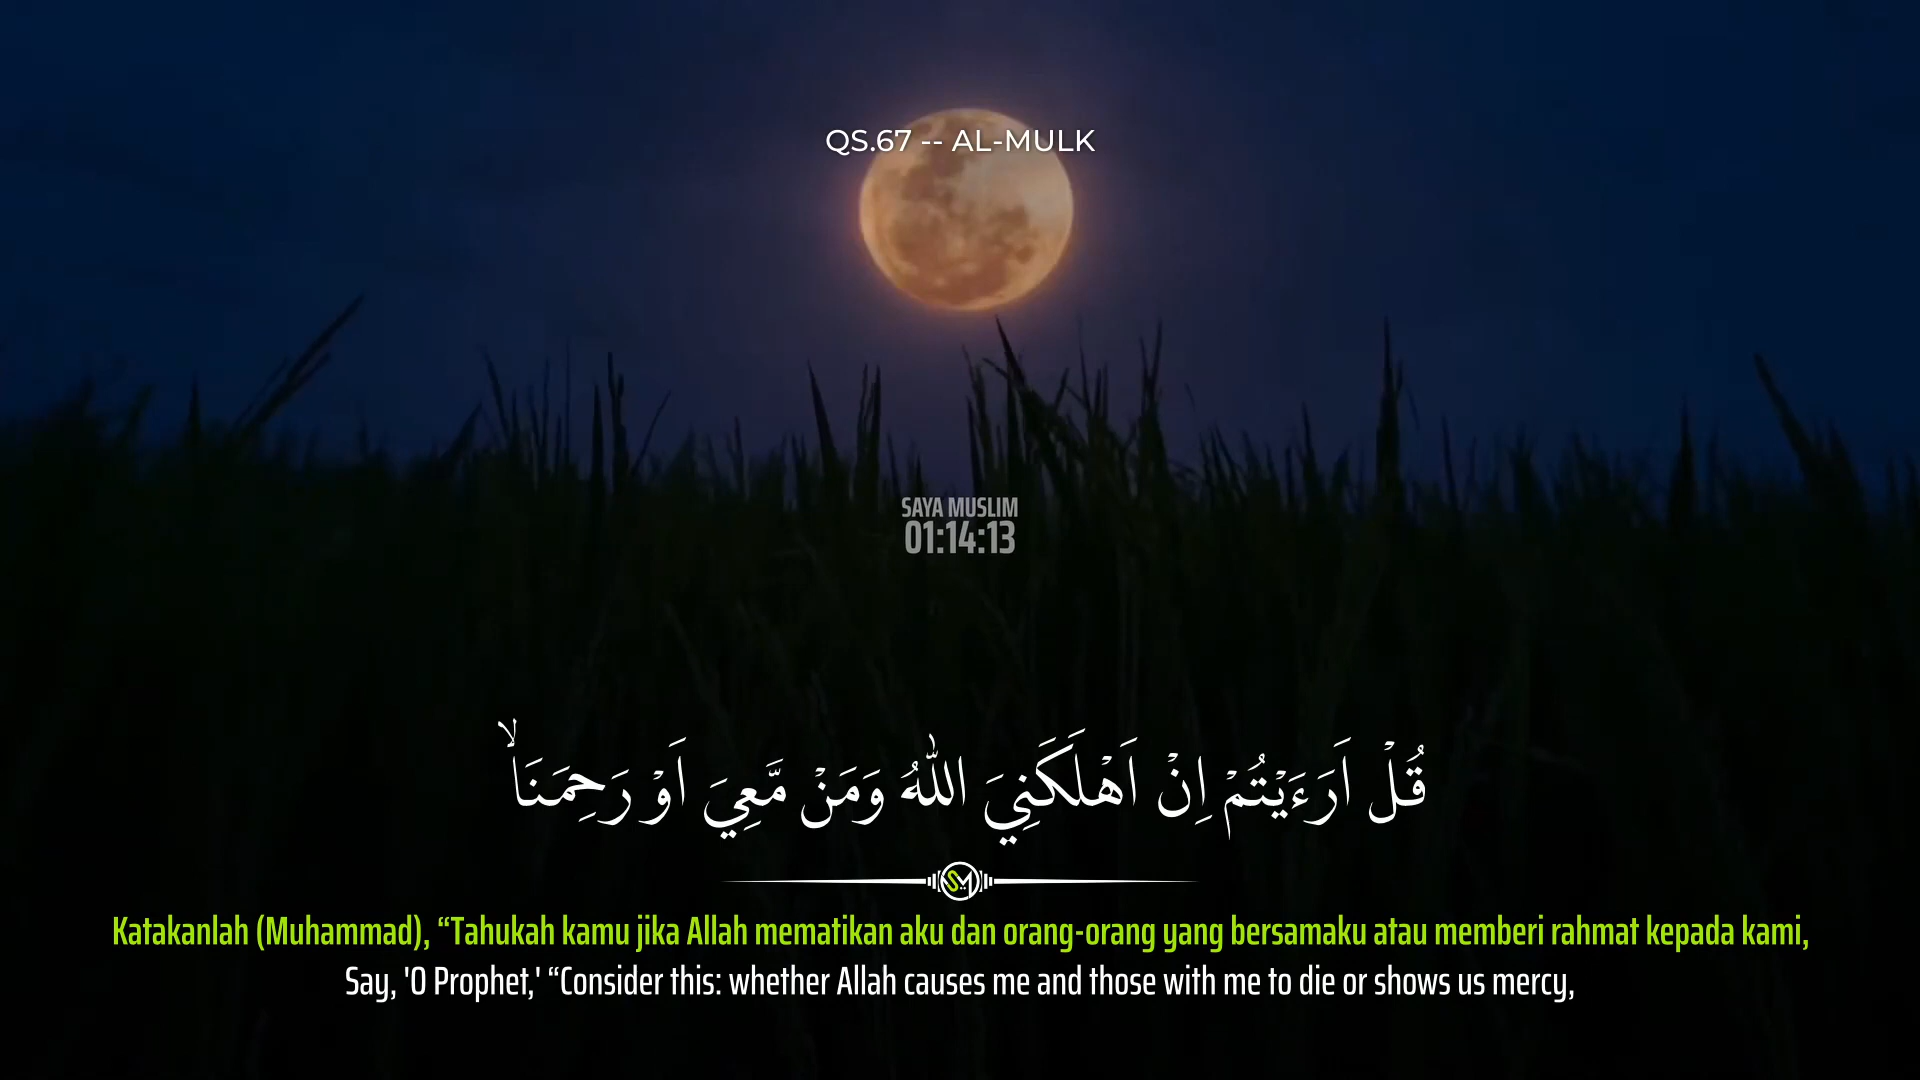 QS.67 -- AL-MULK
SAYA MUSLIM
01:14:13
قُلْ اَرَءَيْتُمْ اِنْ اَهْلَكَنِيَ اللّٰهُ وَمَنْ مَّعِيَ اَوْ رَحِمَنَاۙ
SM
Katakanlah (Muhammad), “Tahukah kamu jika Allah mematikan aku dan orang-orang yang bersamaku atau memberi rahmat kepada kami,
Say, 'O Prophet,' “Consider this: whether Allah causes me and those with me to die or shows us mercy,